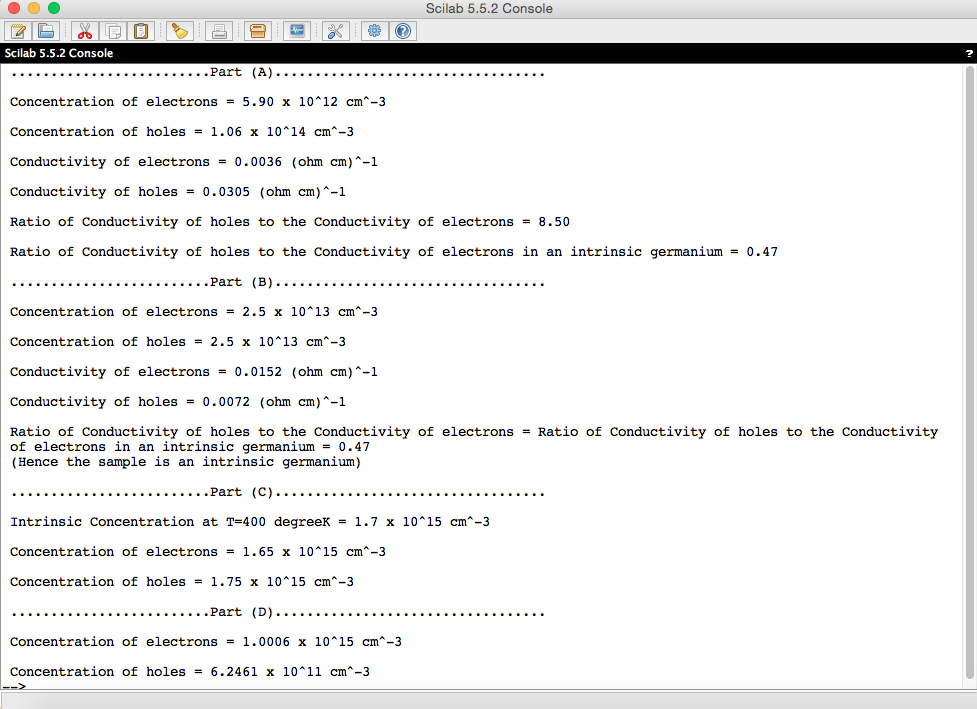 Scilab 5.5.2 Console
Scilab 5.5.2 Console ?
.........................Part (A)..................................
Concentration of electrons = 5.90 x 10^12 cm^-3
Concentration of holes = 1.06 x 10^14 cm^-3
Conductivity of electrons = 0.0036 (ohm cm)^-1
Conductivity of holes = 0.0305 (ohm cm)^-1
Ratio of Conductivity of holes to the Conductivity of electrons = 8.50
Ratio of Conductivity of holes to the Conductivity of electrons in an intrinsic germanium = 0.47
.........................Part (B)..................................
Concentration of electrons = 2.5 x 10^13 cm^-3
Concentration of holes = 2.5 x 10^13 cm^-3
Conductivity of electrons = 0.0152 (ohm cm)^-1
Conductivity of holes = 0.0072 (ohm cm)^-1
Ratio of Conductivity of holes to the Conductivity of electrons = Ratio of Conductivity of holes to the Conductivity
of electrons in an intrinsic germanium = 0.47
(Hence the sample is an intrinsic germanium)
.........................Part (C)..................................
Intrinsic Concentration at T=400 degreeK = 1.7 x 10^15 cm^-3
Concentration of electrons = 1.65 x 10^15 cm^-3
Concentration of holes = 1.75 x 10^15 cm^-3
.........................Part (D)..................................
Concentration of electrons = 1.0006 x 10^15 cm^-3
Concentration of holes = 6.2461 x 10^11 cm^-3
-->